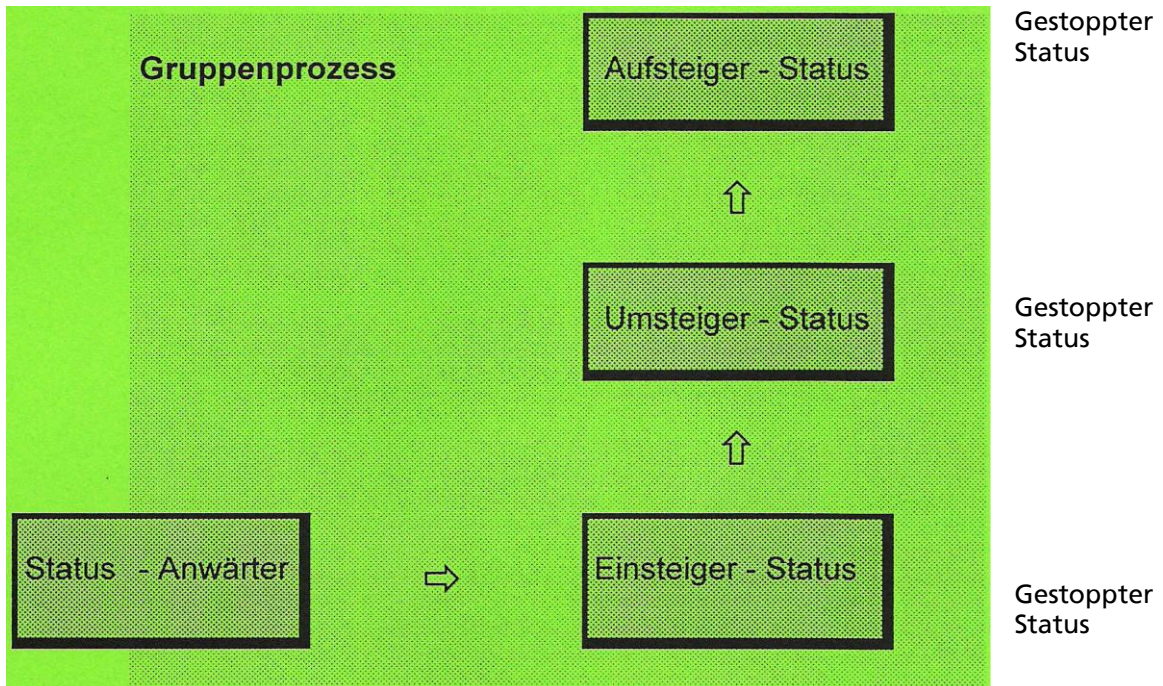 Gruppenprozess
Aufsteiger - Status
Gestoppter
Status
Umsteiger - Status
Gestoppter
Status
Status - Anwärter
Einsteiger - Status
Gestoppter
Status